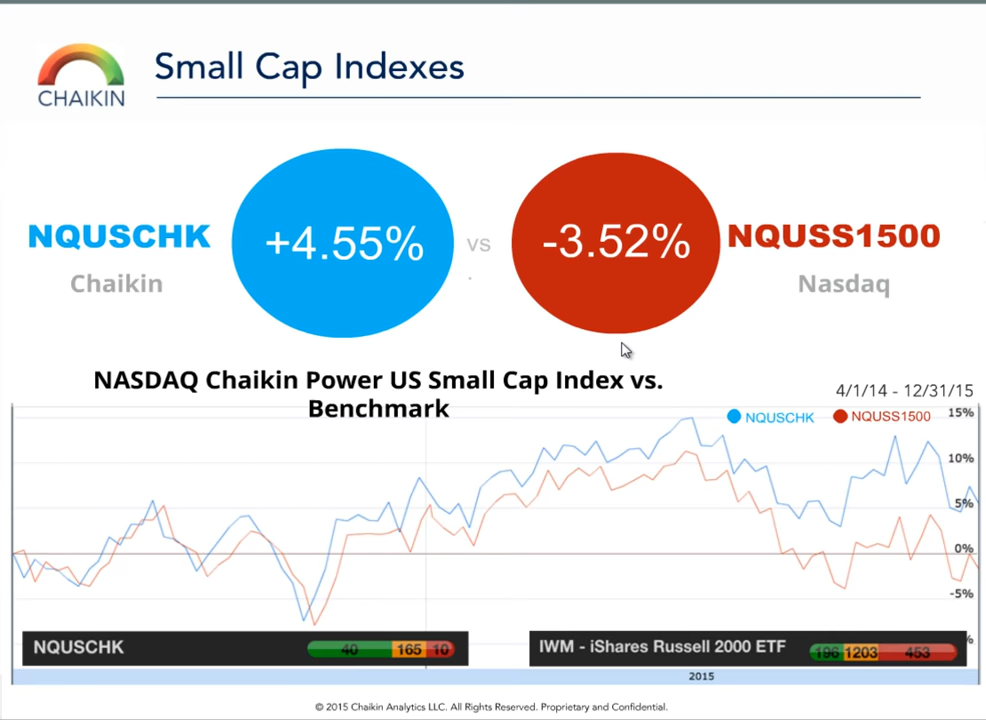 CHAIKIN
Small Cap Indexes
NQUSCHK
Chaikin
+4.55%
vs
.
-3.52%
NQUSS1500
Nasdaq
NASDAQ Chaikin Power US Small Cap Index vs.
Benchmark
4/1/14 - 12/31/15
NQUSCHK
NQUSS1500
15%
10%
5%
0%
-5%
%
NQUSCHK
40 165 10
IWM - iShares Russell 2000 ETF
196 1203 453
2015
© 2015 Chaikin Analytics LLC. All Rights Reserved. Proprietary and Confidential.